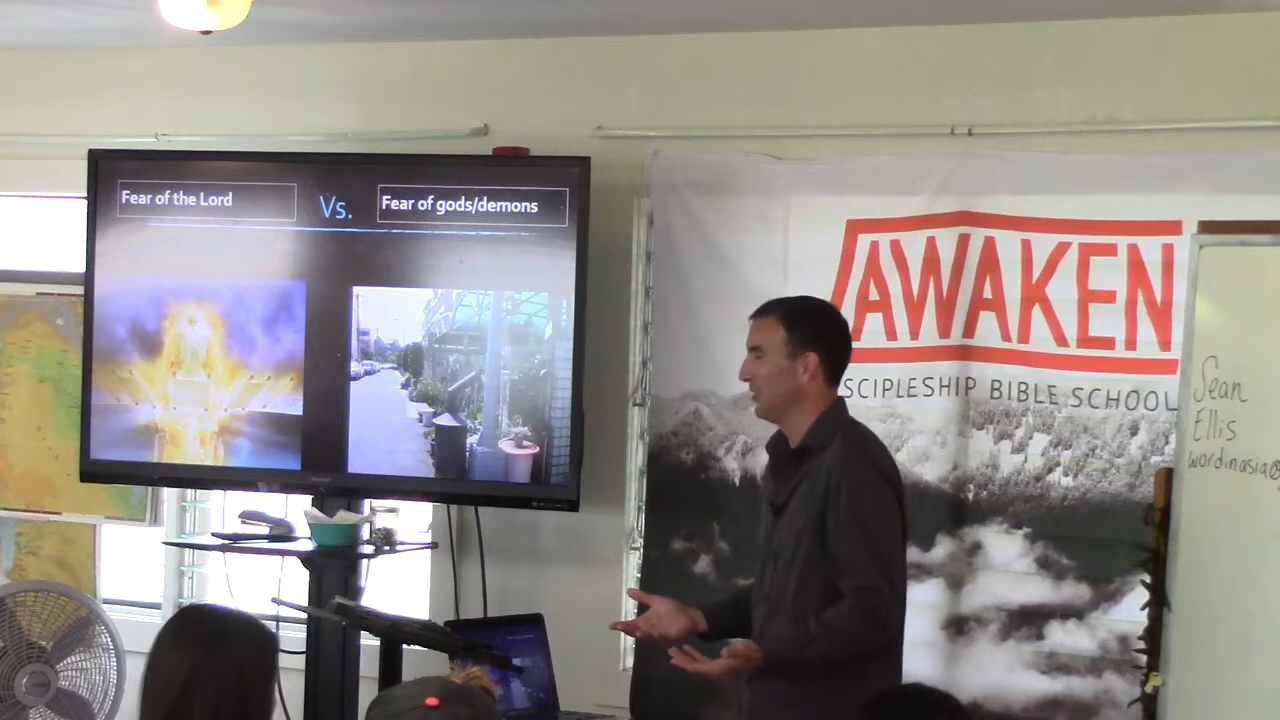 Fear of the Lord
Vs.
Fear of gods/demons
AWAKEN
SCIPLESHIP BIBLE SCHOOL
Sean
Ellis
wordinasia@